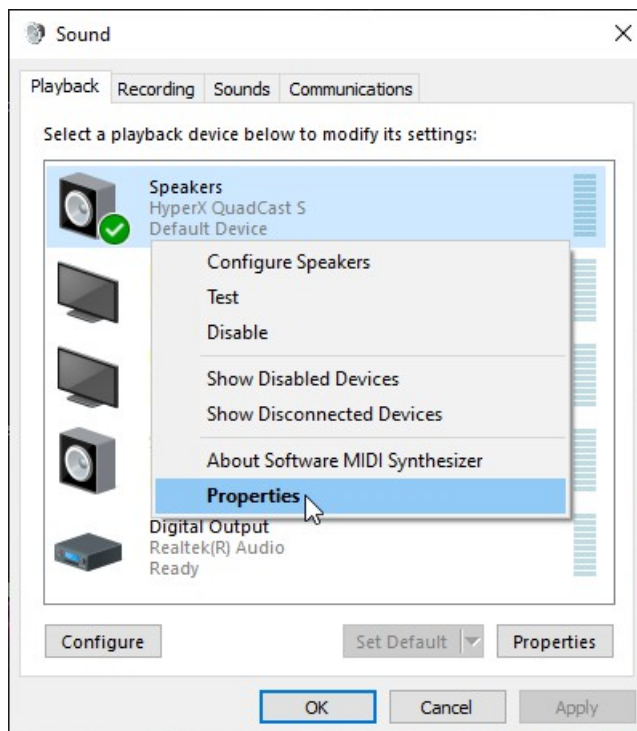 Sound
Playback Recording Sounds Communications
Select a playback device below to modify its settings:
Speakers
HyperX QuadCast S
Default Device
Configure Speakers
Test
Disable
Show Disabled Devices
Show Disconnected Devices
About Software MIDI Synthesizer
Properties
Digital Output
Realtek(R) Audio
Ready
Configure Set Default Properties
OK Cancel Apply